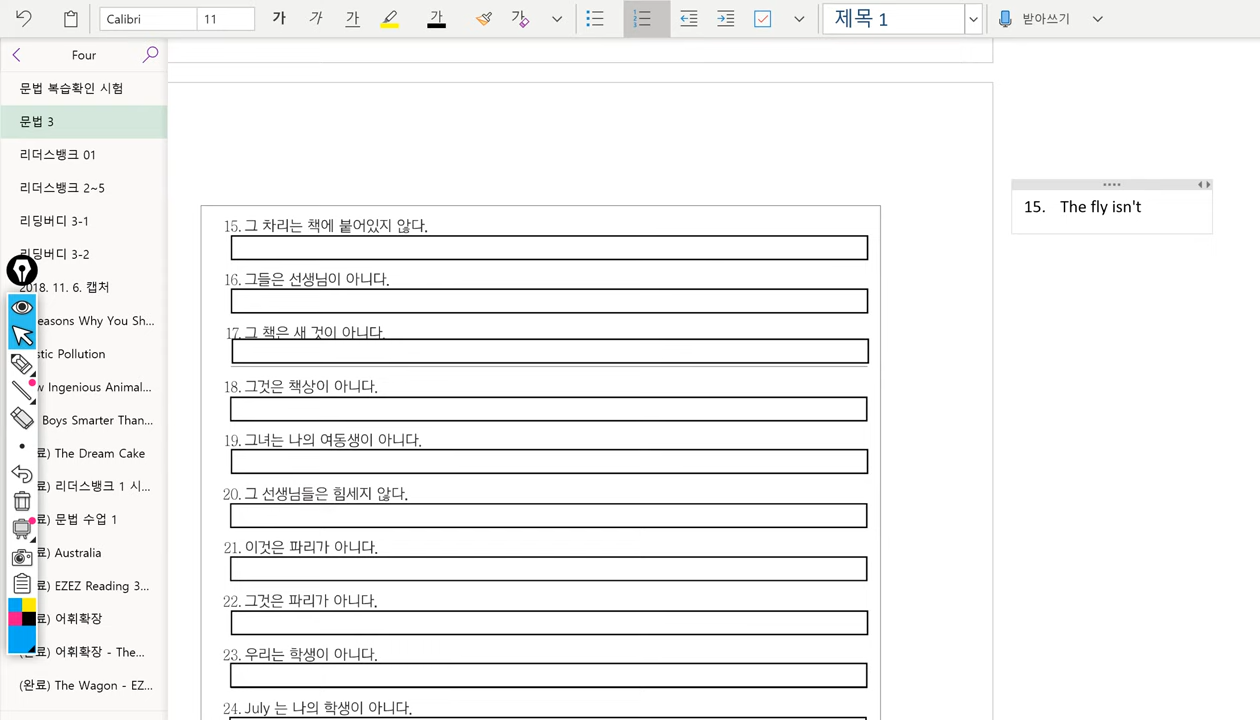 Calibri
11
가
가
가
가
가
제목 1
받아쓰기
Four
문법 복습확인 시험
문법 3
리더스뱅크 01
리더스뱅크 2~5
리딩버디 3-1
리딩버디 3-2
2018. 11. 6. 캡처
easons Why You Sh...
stic Pollution
w Ingenious Animal...
Boys Smarter Than...
료) The Dream Cake
료) 리더스뱅크 1 시...
료) 문법 수업 1
료) Australia
료) EZEZ Reading 3...
료) 어휘확장
료) 어휘확장 - The...
(완료) The Wagon - EZ...
15. 그 차리는 책에 붙어있지 않다.
16. 그들은 선생님이 아니다.
17. 그 책은 새 것이 아니다.
18. 그것은 책상이 아니다.
19. 그녀는 나의 여동생이 아니다.
20. 그 선생님들은 힘세지 않다.
21. 이것은 파리가 아니다.
22. 그것은 파리가 아니다.
23. 우리는 학생이 아니다.
24. July 는 나의 학생이 아니다.
15. The fly isn't